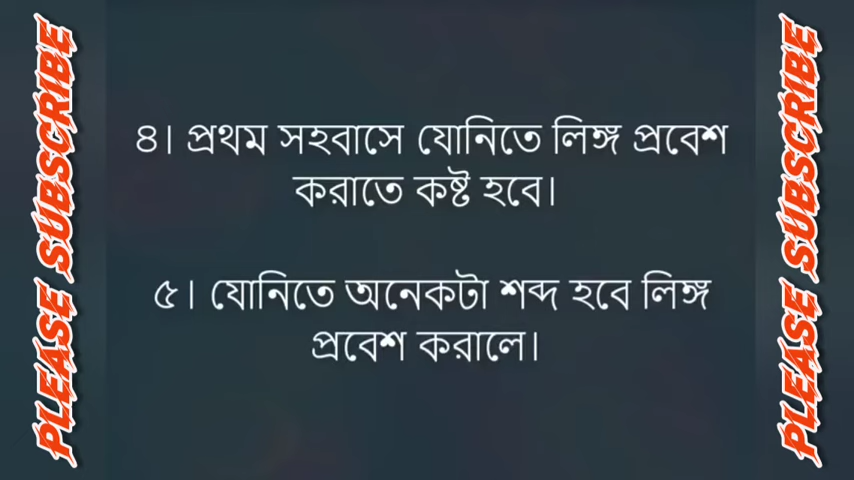 PLEASE SUBSCRIBE
৪। প্রথম সহবাসে যোনিতে লিঙ্গ প্রবেশ
করাতে কষ্ট হবে।
৫। যোনিতে অনেকটা শব্দ হবে লিঙ্গ
প্রবেশ করালে।
PLEASE SUBSCRIBE